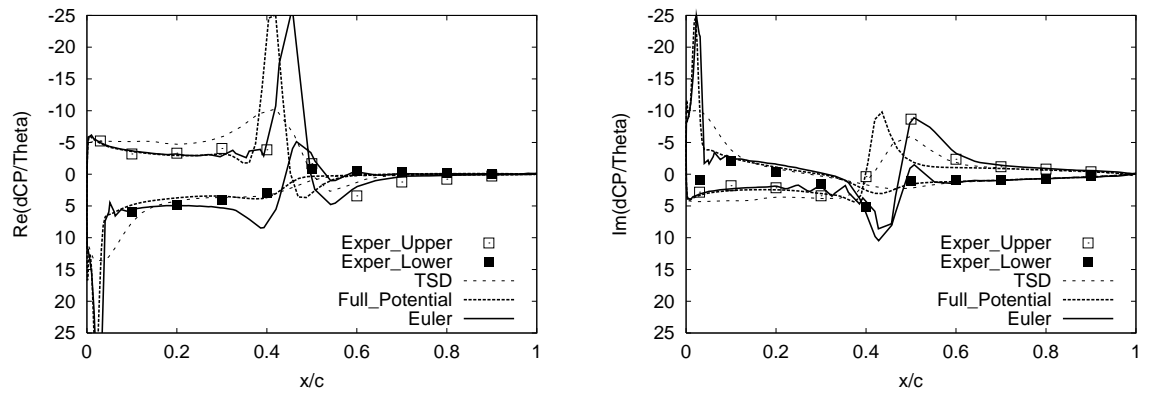 -25
-20
-15
-10
-5
0
5
10
15
20
25
Re(dCP/Theta)
0 0.2 0.4 0.6 0.8 1
x/c
Exper_Upper
Exper_Lower
TSD
Full_Potential
Euler
-25
-20
-15
-10
-5
0
5
10
15
20
25
Im(dCP/Theta)
0 0.2 0.4 0.6 0.8 1
x/c
Exper_Upper
Exper_Lower
TSD
Full_Potential
Euler